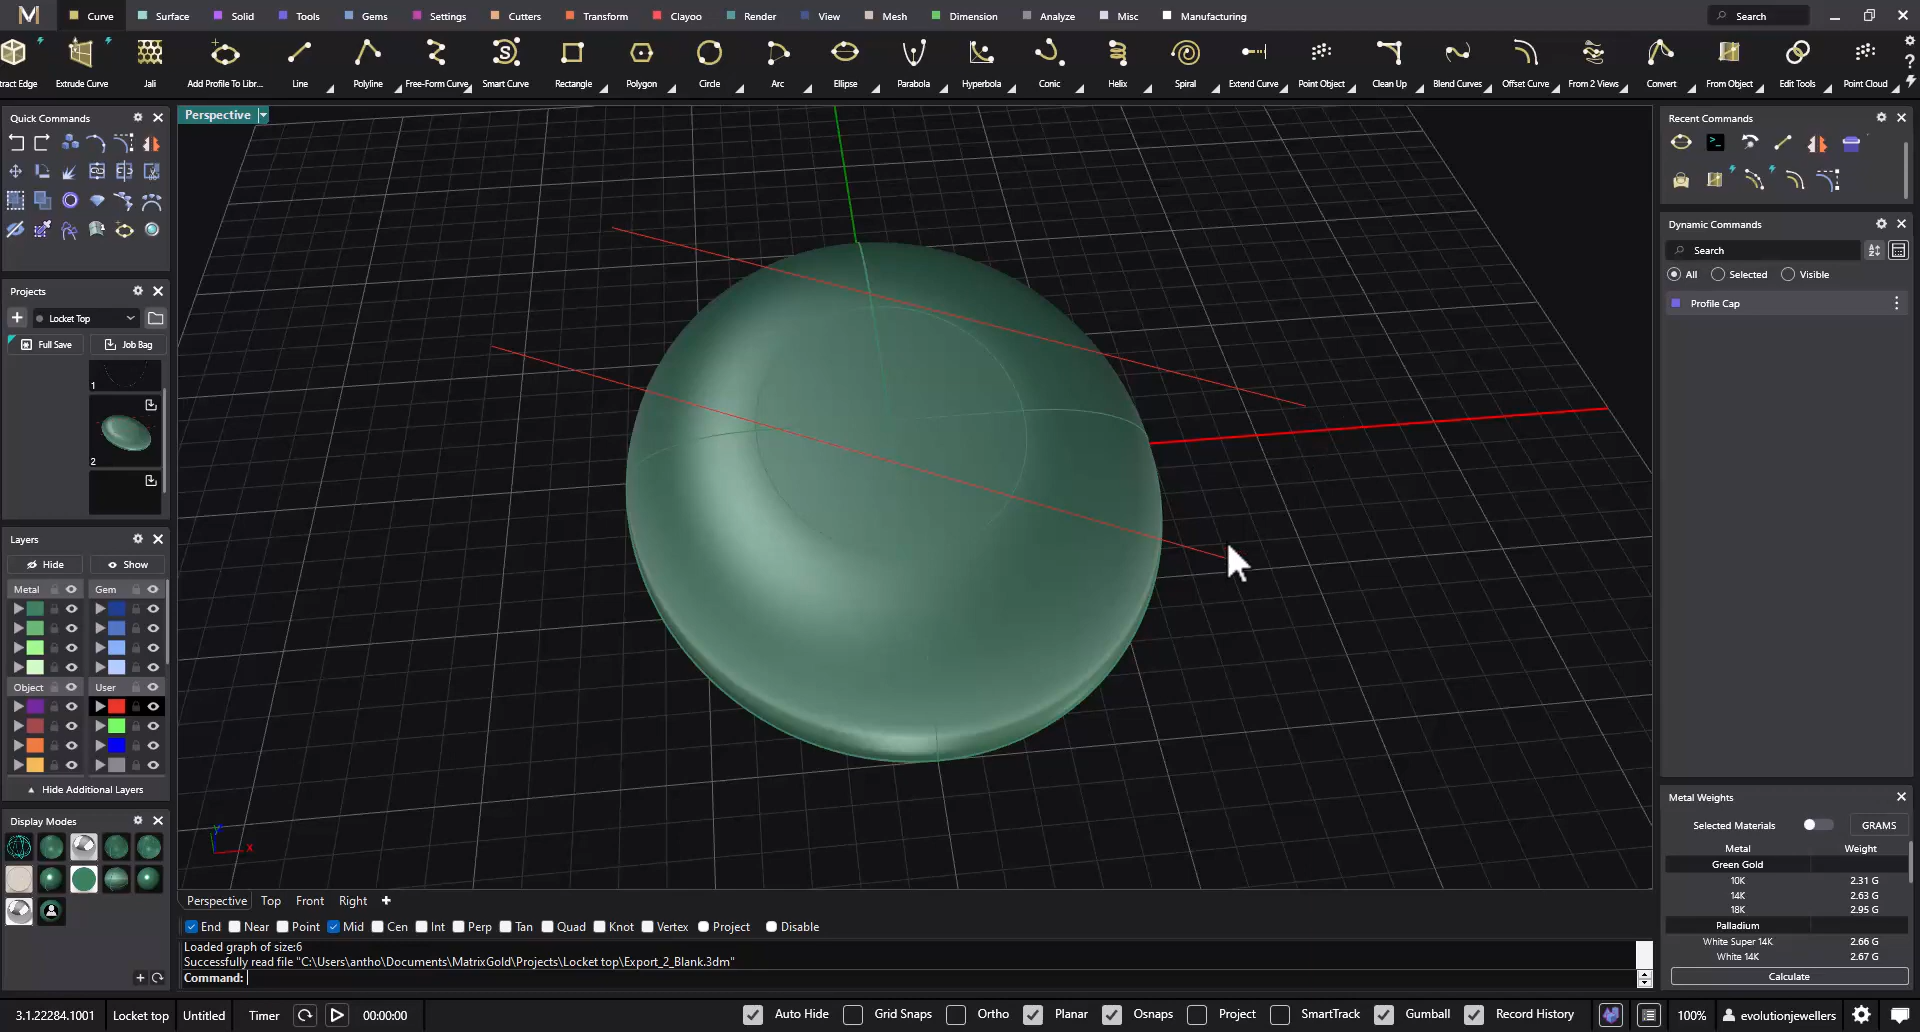 Curve Surface Solid Tools Gems Settings Cutters Transform Clayoo Render View Mesh Dimension Analyze Misc Manufacturing Search
tract Edge Extrude Curve Jali Add Profile To Libr... Line Polyline Free-Form Curve Smart Curve Rectangle Polygon Circle Arc Ellipse Parabola Hyperbola Conic Helix Spiral Extend Curve Point Object Clean Up Blend Curves Offset Curve From 2 Views Convert From Object Edit Tools Point Cloud
Quick Commands
Perspective
Recent Commands
Dynamic Commands
Search
All Selected Visible
Profile Cap
Projects
Locket Top
Full Save Job Bag
1
2
Layers
Hide Show
Metal Gem
Object User
Hide Additional Layers
Display Modes
y
x
Metal Weights
Selected Materials GRAMS
Metal Weight
Green Gold
10K 2.31 G
14K 2.63 G
18K 2.95 G
Palladium
White Super 14K 2.66 G
White 14K 2.67 G
Calculate
Perspective Top Front Right
End Near Point Mid Cen Int Perp Tan Quad Knot Vertex Project Disable
Loaded graph of size:6
Successfully read file "C:\Users\antho\Documents\MatrixGold\Projects\Locket top\Export_2_Blank.3dm"
Command:
3.1.22284.1001 Locket top Untitled Timer 00:00:00 Auto Hide Grid Snaps Ortho Planar Osnaps Project SmartTrack Gumball Record History 100% evolutionjewellers